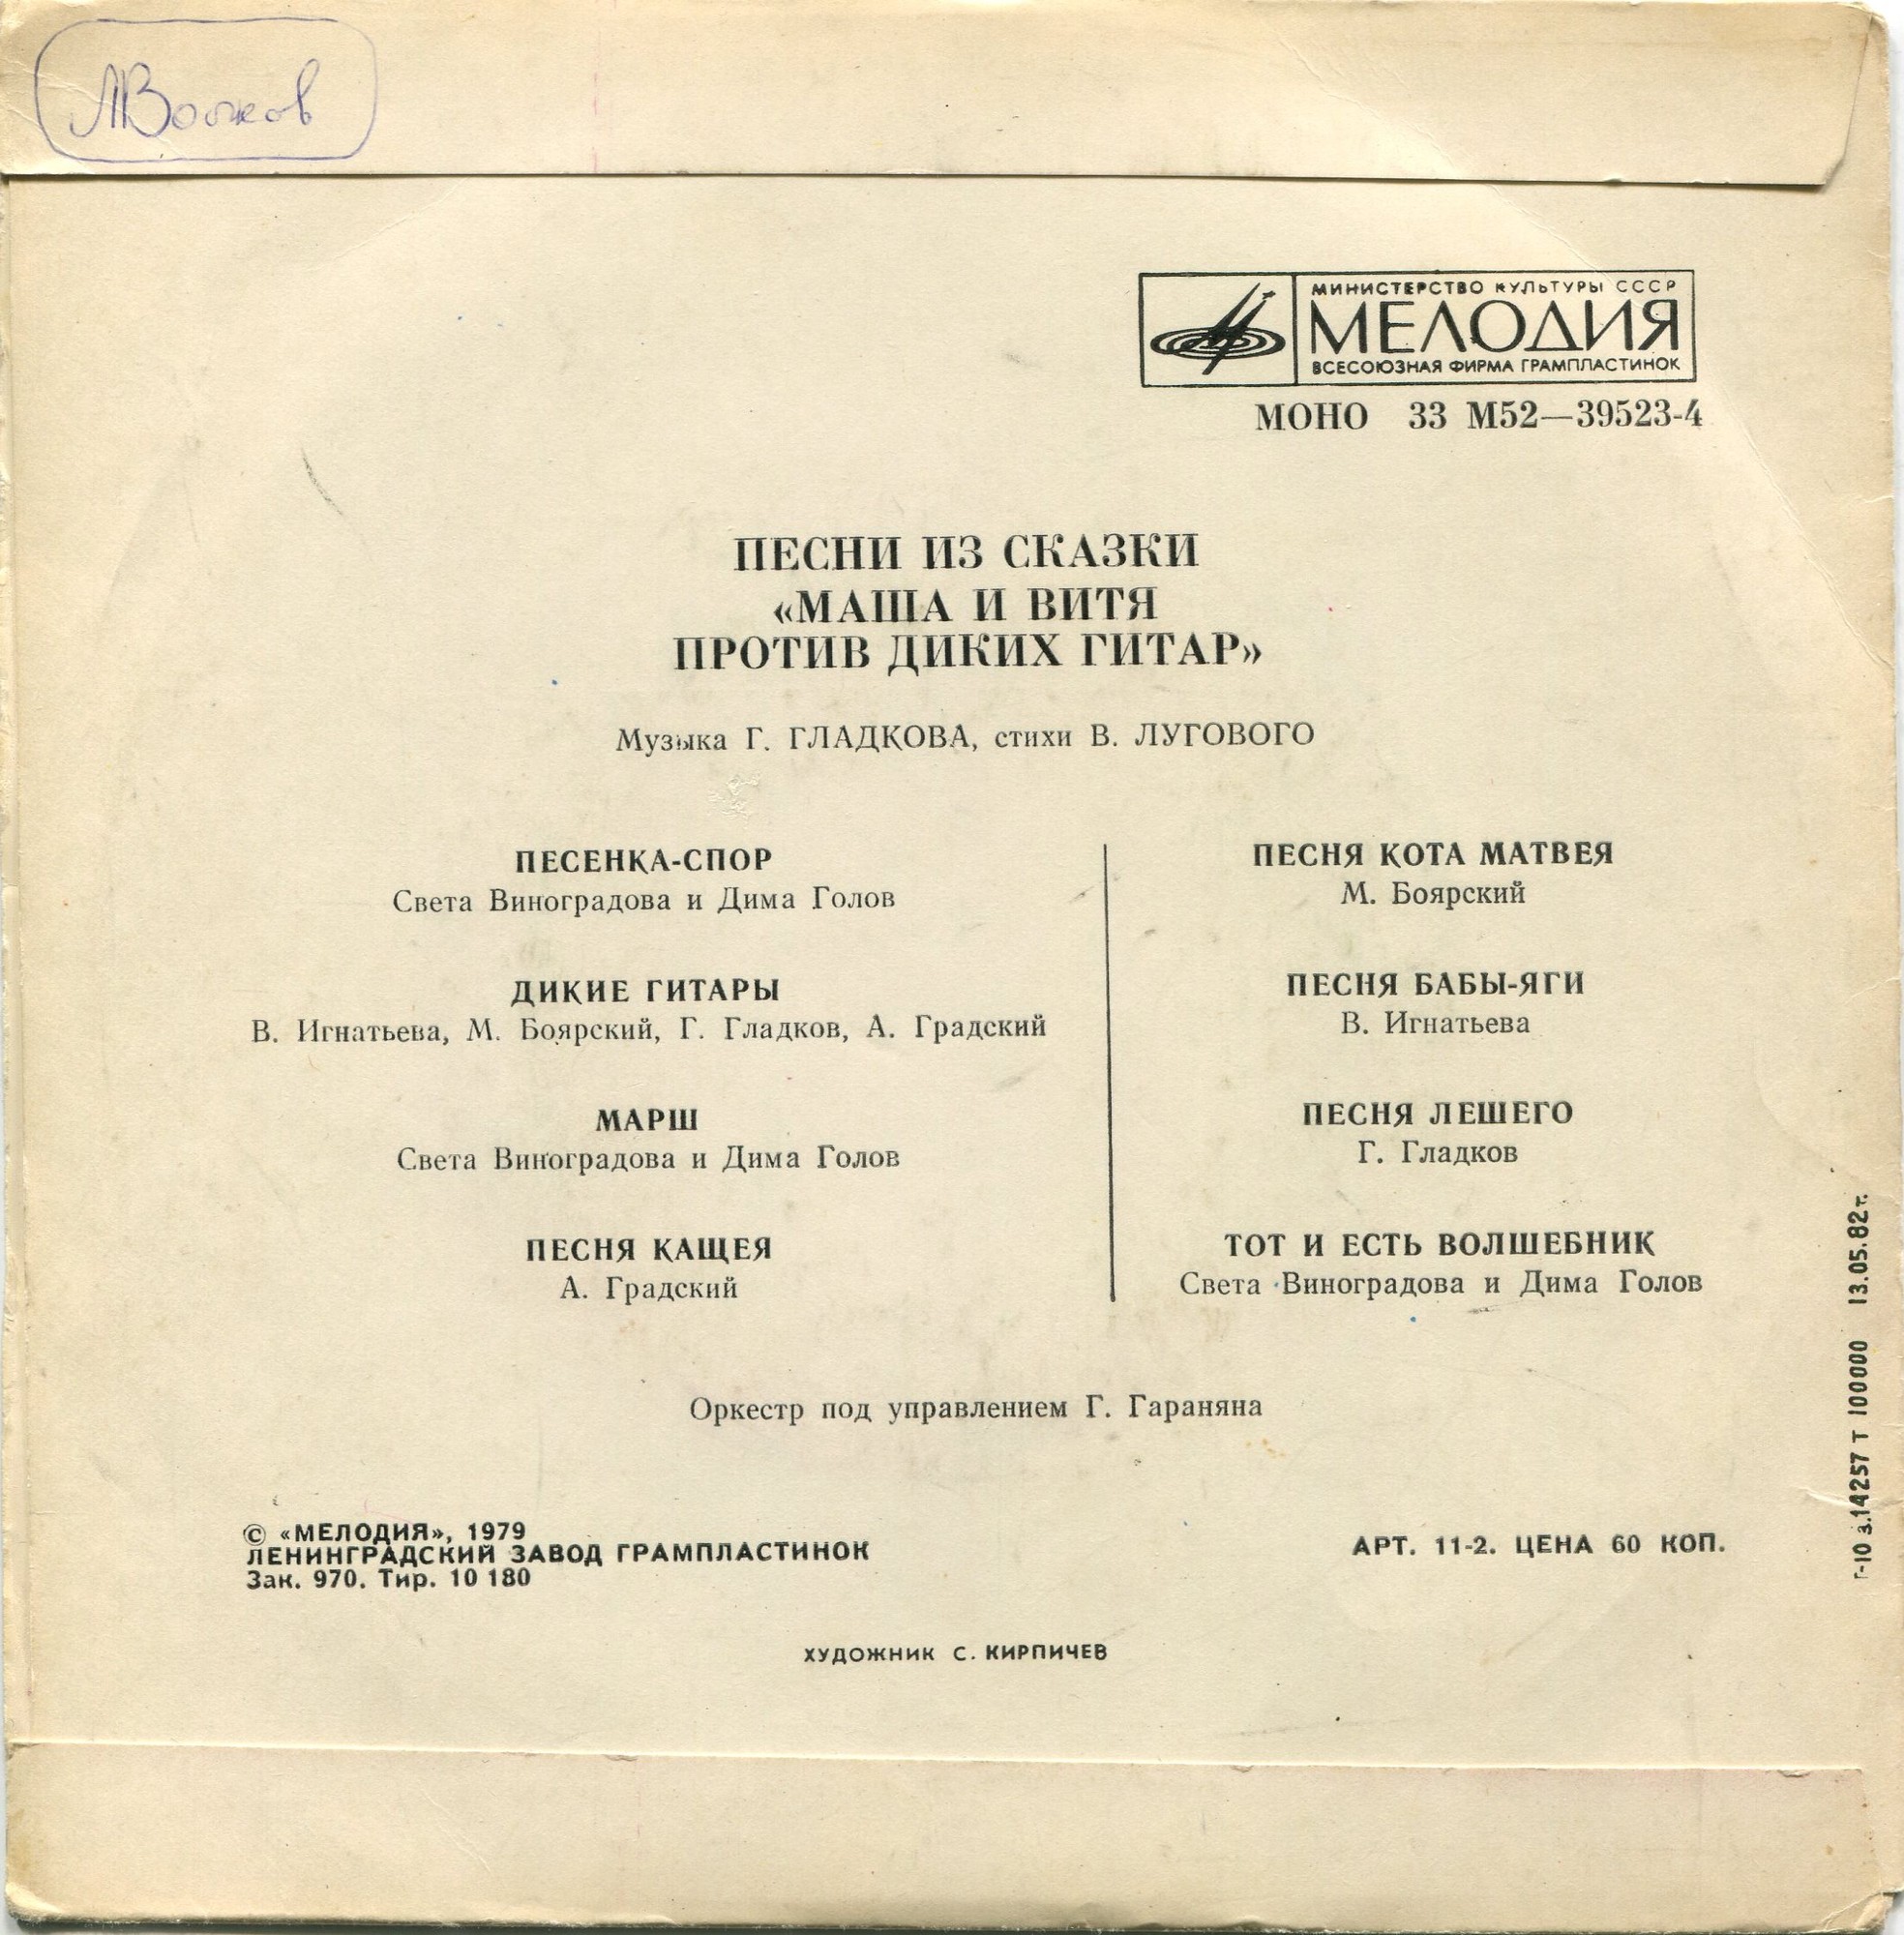 МИНИСТЕРСТВО КУЛЬТУРЫ СССР
МЕЛОДИЯ
ВСЕСОЮЗНАЯ ФИРМА ГРАМПЛАСТИНОК
МОНО 33 М52—39523-4
ПЕСНИ ИЗ СКАЗКИ
«МАША И ВИТЯ
ПРОТИВ ДИКИХ ГИТАР»
Музыка Г. ГЛАДКОВА, стихи В. ЛУГОВОГО
ПЕСЕНКА-СПОР
Света Виноградова и Дима Голов
ДИКИЕ ГИТАРЫ
В. Игнатьева, М. Боярский, Г. Гладков, А. Градский
МАРШ
Света Виноградова и Дима Голов
ПЕСНЯ КАЩЕЯ
А. Градский
ПЕСНЯ КОТА МАТВЕЯ
М. Боярский
ПЕСНЯ БАБЫ-ЯГИ
В. Игнатьева
ПЕСНЯ ЛЕШЕГО
Г. Гладков
ТОТ И ЕСТЬ ВОЛШЕБНИК
Света Виноградова и Дима Голов
Оркестр под управлением Г. Гараняна
© «МЕЛОДИЯ», 1979
ЛЕНИНГРАДСКИЙ ЗАВОД ГРАМПЛАСТИНОК
Зак. 970. Тир. 10 180
АРТ. 11-2. ЦЕНА 60 КОП.
ХУДОЖНИК С. КИРПИЧЕВ
Г-10 з.14257 Т 100000 13.05.82г.